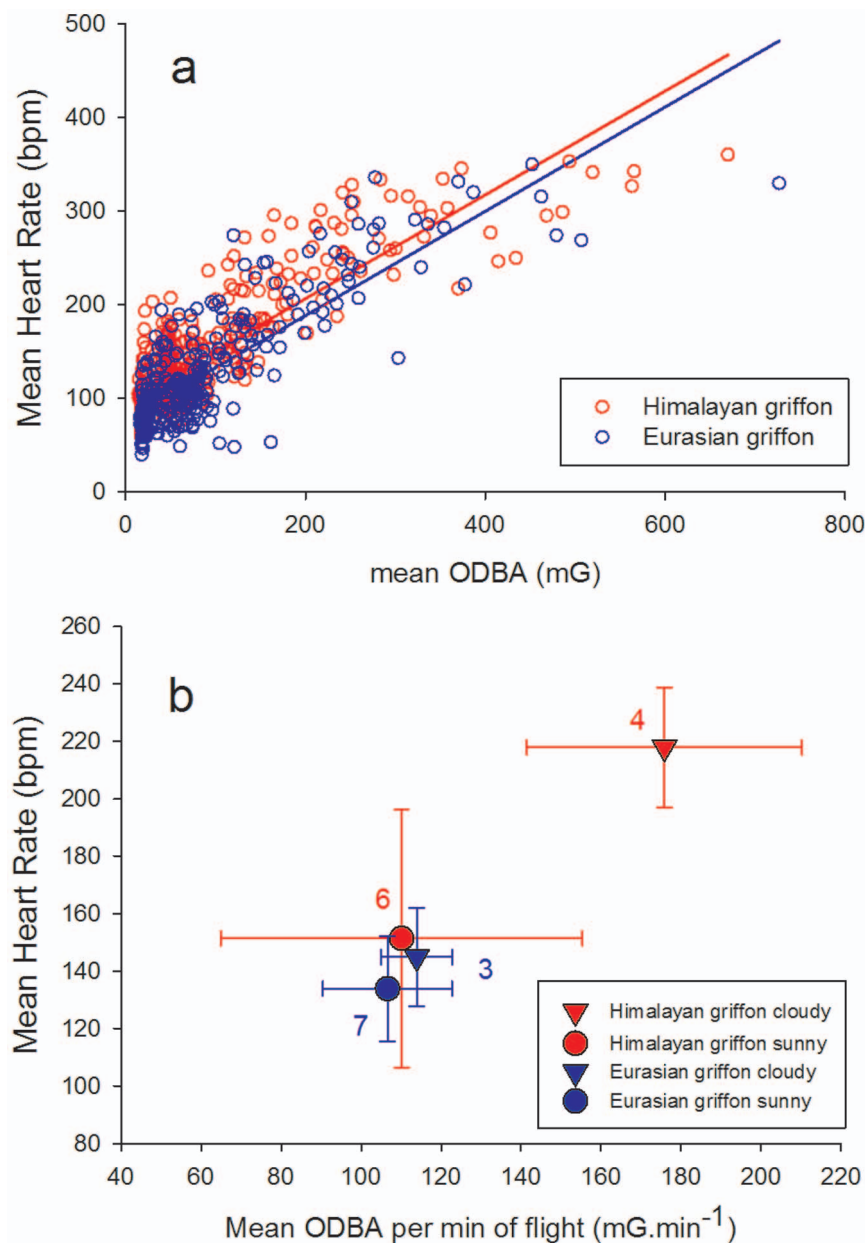 a
Mean Heart Rate (bpm)
500
400
300
200
100
0
0 200 400 600 800
mean ODBA (mG)
Himalayan griffon
Eurasian griffon
b
Mean Heart Rate (bpm)
260
240
220
200
180
160
140
120
100
80
4
6
3
7
Himalayan griffon cloudy
Himalayan griffon sunny
Eurasian griffon cloudy
Eurasian griffon sunny
40 60 80 100 120 140 160 180 200 220
Mean ODBA per min of flight (mG.min⁻¹)